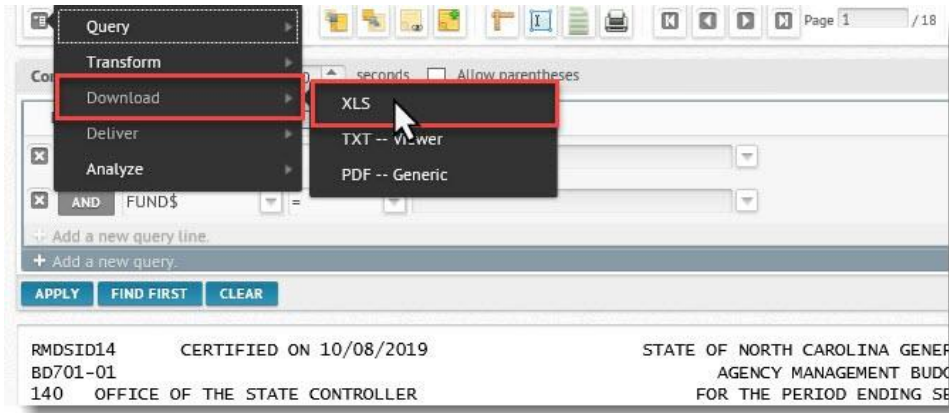 Query
Page 1 / 18
Transform
Con
seconds Allow parentheses
Download
XLS
Deliver
TXT -- Viewer
Analyze
PDF -- Generic
AND FUND$ =
+ Add a new query line.
+ Add a new query.
APPLY FIND FIRST CLEAR
RMDSID14 CERTIFIED ON 10/08/2019 STATE OF NORTH CAROLINA GENER
BD701-01 AGENCY MANAGEMENT BUDG
140 OFFICE OF THE STATE CONTROLLER FOR THE PERIOD ENDING SE